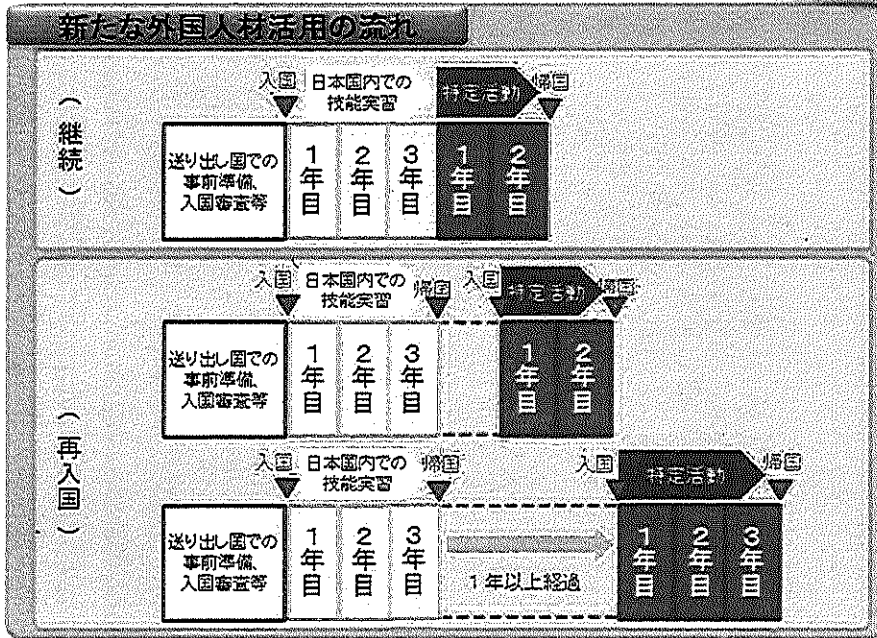 新たな外国人材活用の流れ
（継続）
入国
日本国内での
技能実習
特定活動
帰国
送り出し国での
事前準備、
入国審査等
1年目
2年目
3年目
1年目
2年目
（再入国）
入国
日本国内での
技能実習
帰国
入国
特定活動
帰国
送り出し国での
事前準備、
入国審査等
1年目
2年目
3年目
1年目
2年目
入国
日本国内での
技能実習
帰国
入国
特定活動
帰国
送り出し国での
事前準備、
入国審査等
1年目
2年目
3年目
1年以上経過
1年目
2年目
3年目